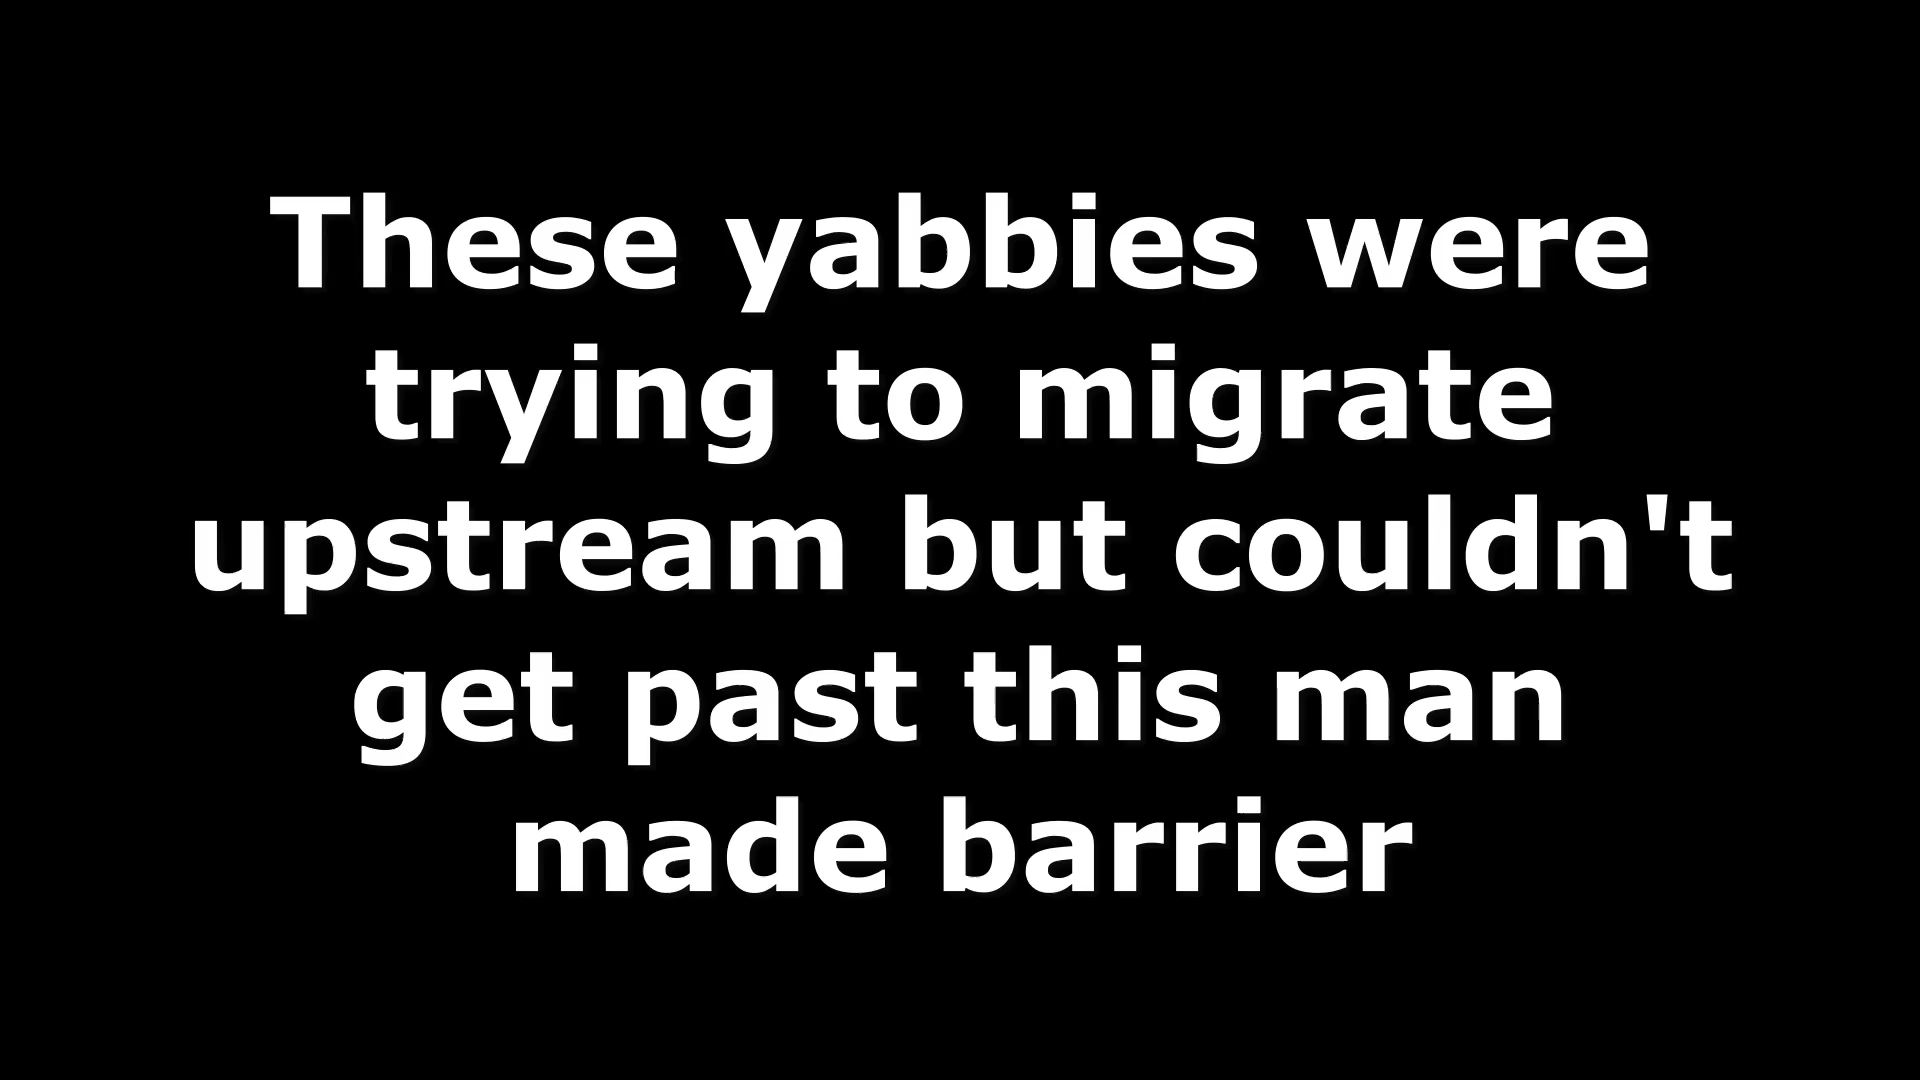 These yabbies were
trying to migrate
upstream but couldn't
get past this man
made barrier